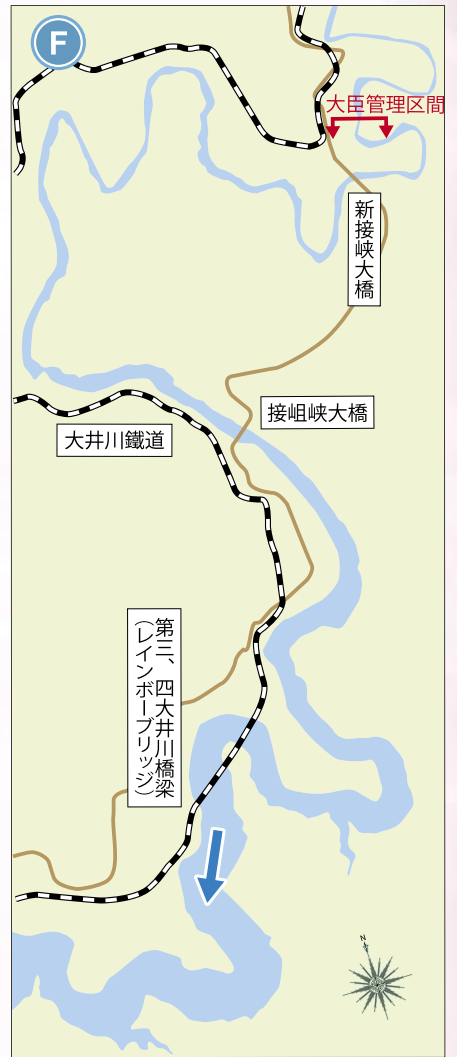 F
大臣管理区間
新接峡大橋
接岨峡大橋
大井川鐵道
第三、四大井川橋梁
(レインボーブリッジ)
N